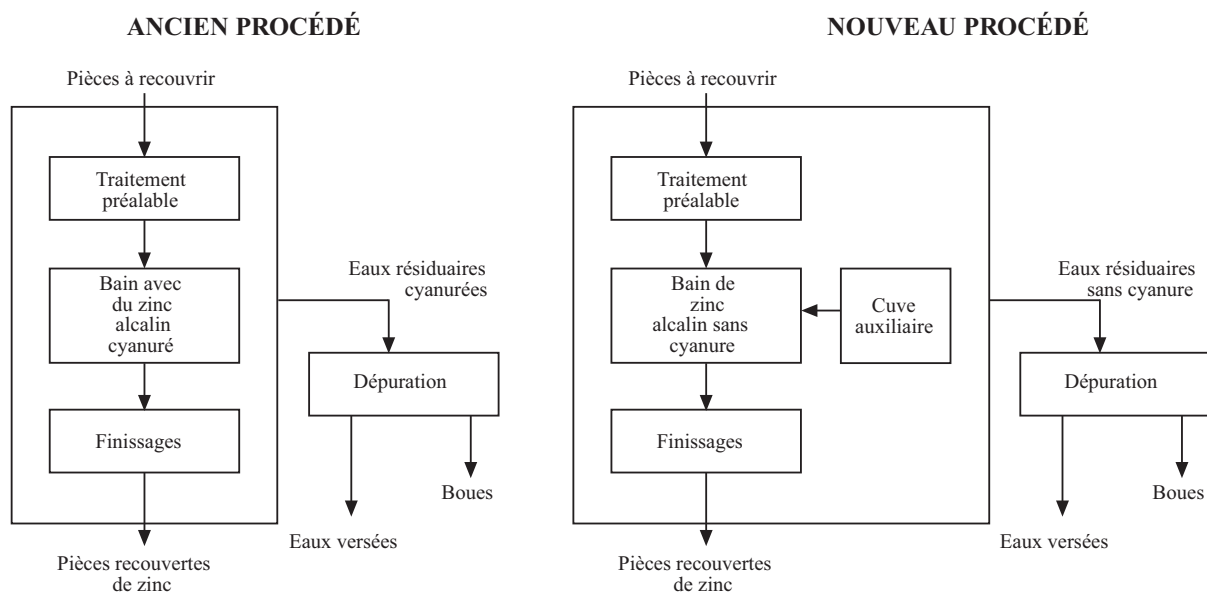 ANCIEN PROCÉDÉ
Pièces à recouvrir
Traitement
préalable
Bain avec
du zinc
alcalin
cyanuré
Finissages
Pièces recouvertes
de zinc
Eaux résiduaires
cyanurées
Dépuration
Boues
Eaux versées
NOUVEAU PROCÉDÉ
Pièces à recouvrir
Traitement
préalable
Bain de
zinc
alcalin sans
cyanure
Cuve
auxiliaire
Finissages
Pièces recouvertes
de zinc
Eaux résiduaires
sans cyanure
Dépuration
Boues
Eaux versées